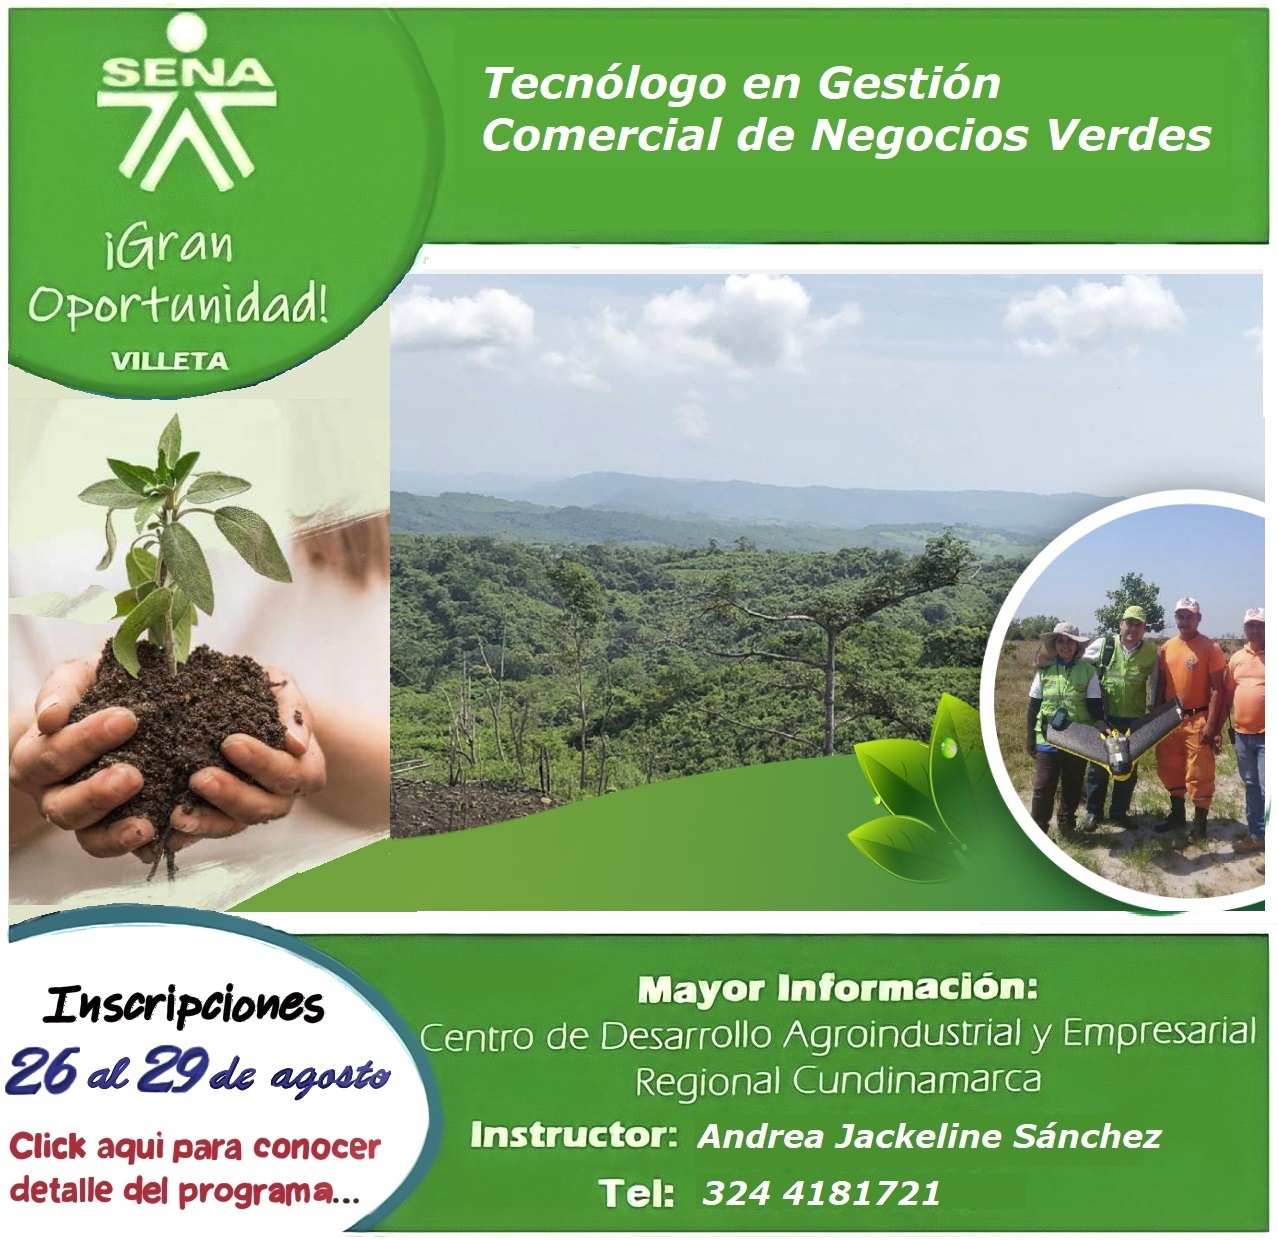 SENA
¡Gran
Oportunidad!
VILLETA
Tecnólogo en Gestión
Comercial de Negocios Verdes
Inscripciones
26 al 29 de agosto
Click aqui para conocer
detalle del programa...
Mayor Información:
Centro de Desarrollo Agroindustrial y Empresarial
Regional Cundinamarca
Instructor: Andrea Jackeline Sánchez
Tel: 324 4181721